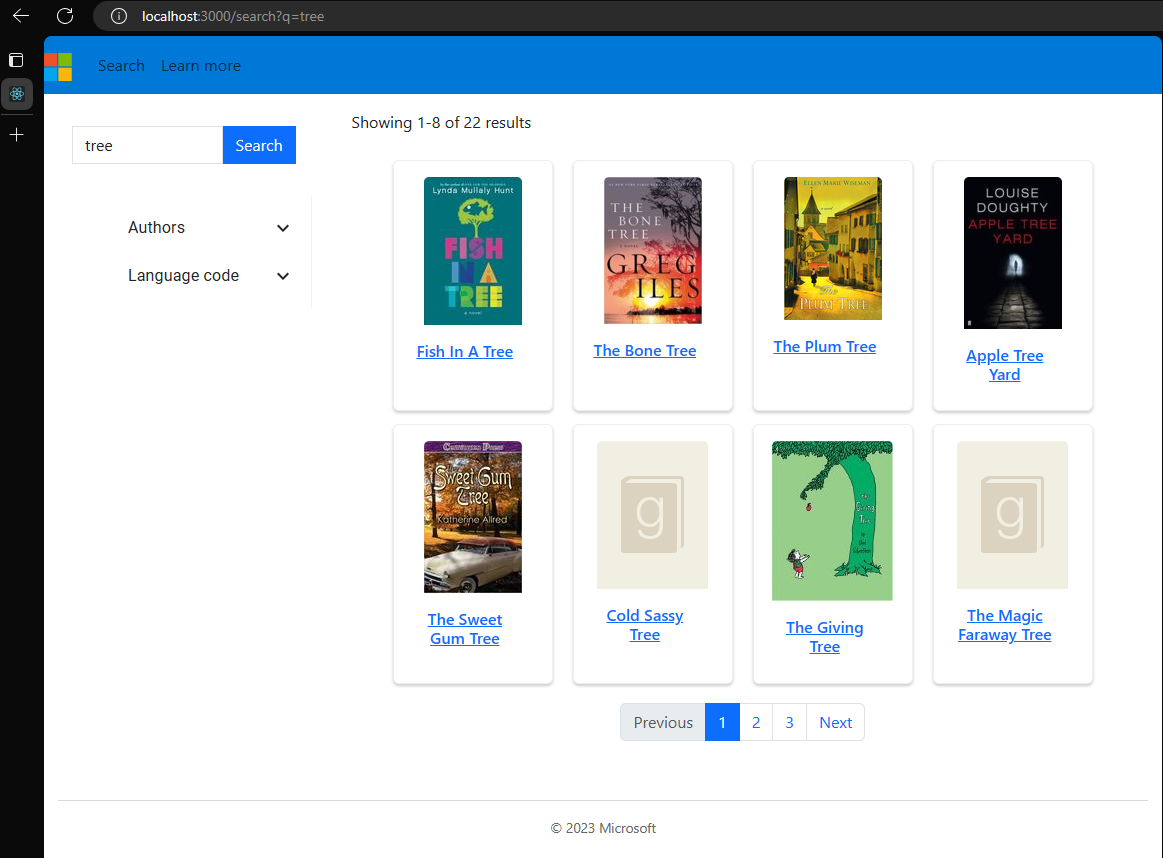 localhost:3000/search?q=tree
Search Learn more
tree Search
Authors
Language code
Showing 1-8 of 22 results
Lynda Mullaly Hunt
FISH
IN A
TREE
a novel
Fish In A Tree
THE
BONE
TREE
A NOVEL
GREG
ILES
The Bone Tree
ELLEN MARIE WISEMAN
a novel
The
PLUM TREE
The Plum Tree
LOUISE
DOUGHTY
APPLE TREE
YARD
Apple Tree
Yard
Sweet Gum
Tree
Katherine Allred
The Sweet
Gum Tree
g
Cold Sassy
Tree
The
Giving
Tree
The Giving
Tree
g
The Magic
Faraway Tree
Previous 1 2 3 Next
© 2023 Microsoft